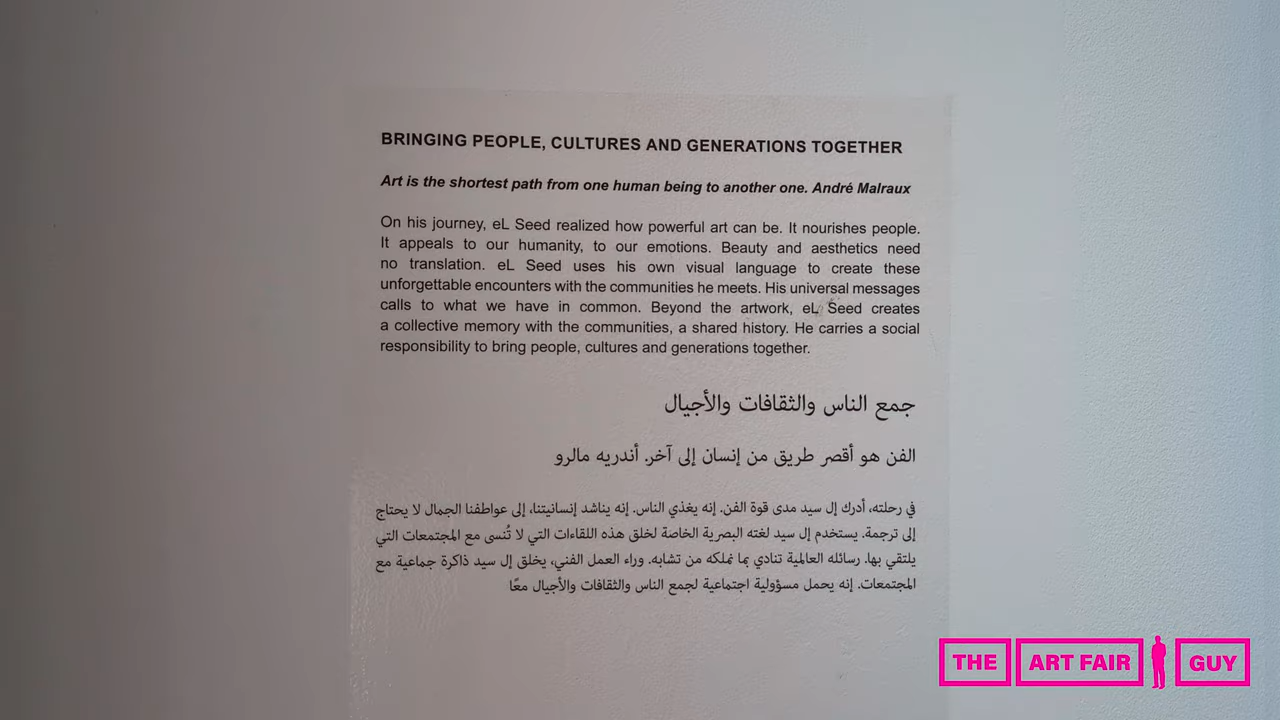 BRINGING PEOPLE, CULTURES AND GENERATIONS TOGETHER
Art is the shortest path from one human being to another one. André Malraux
On his journey, eL Seed realized how powerful art can be. It nourishes people.
It appeals to our humanity, to our emotions. Beauty and aesthetics need
no translation. eL Seed uses his own visual language to create these
unforgettable encounters with the communities he meets. His universal messages
calls to what we have in common. Beyond the artwork, eL Seed creates
a collective memory with the communities, a shared history. He carries a social
responsibility to bring people, cultures and generations together.
جمع الناس والثقافات والأجيال
الفن هو أقصر طريق من إنسان إلى آخر. أندريه مالرو
في رحلته، أدرك إل سيد مدى قوة الفن. إنه يغذي الناس. إنه يناشد إنسانيتنا، إلى عواطفنا الجمال لا يحتاج
إلى ترجمة. يستخدم إل سيد لغته البصرية الخاصة لخلق هذه اللقاءات التي لا تُنسى مع المجتمعات التي
يلتقي بها. رسائله العالمية تنادي بما نملكه من تشابه. وراء العمل الفني، يخلق إل سيد ذاكرة جماعية مع
المجتمعات. إنه يحمل مسؤولية اجتماعية لجمع الناس والثقافات والأجيال معًا
THE ART FAIR GUY